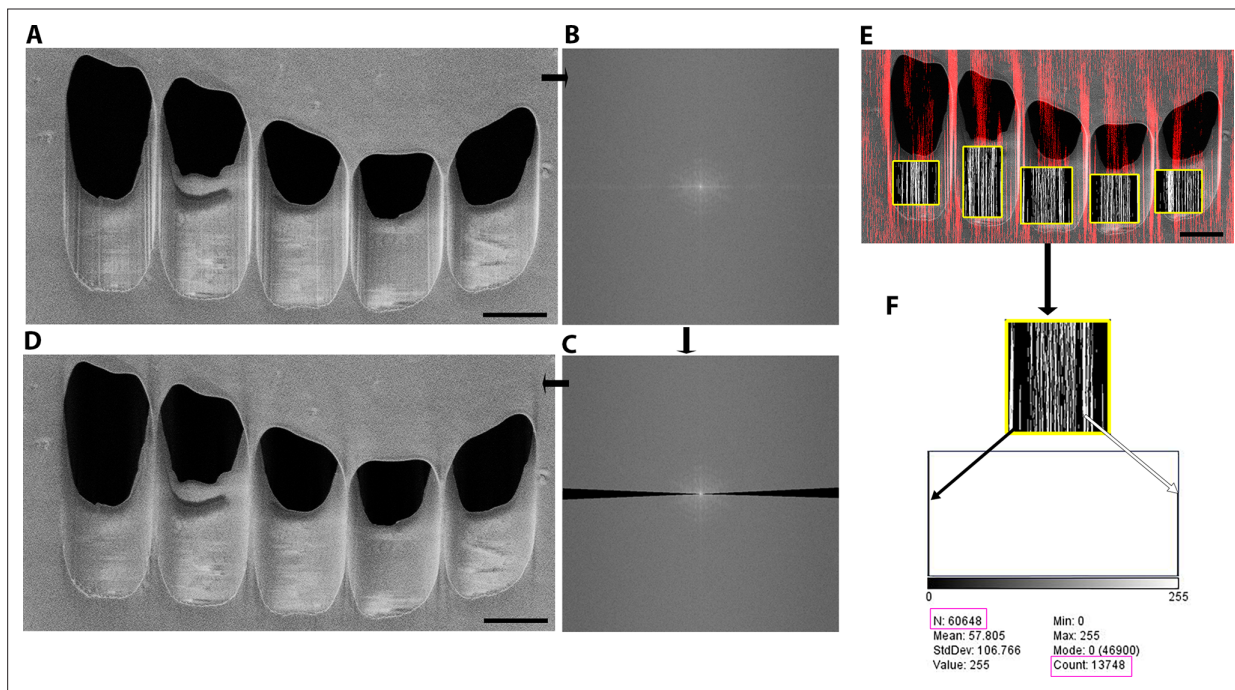 A
B
E
D
C
F
0
255
N: 60648
Min: 0
Mean: 57.805
Max: 255
StdDev: 106.766
Mode: 0 (46900)
Value: 255
Count: 13748